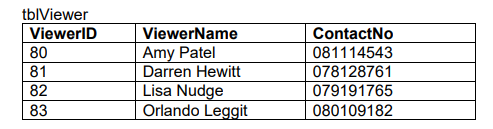 tblViewer
ViewerID ViewerName ContactNo
80 Amy Patel 081114543
81 Darren Hewitt 078128761
82 Lisa Nudge 079191765
83 Orlando Leggit 080109182